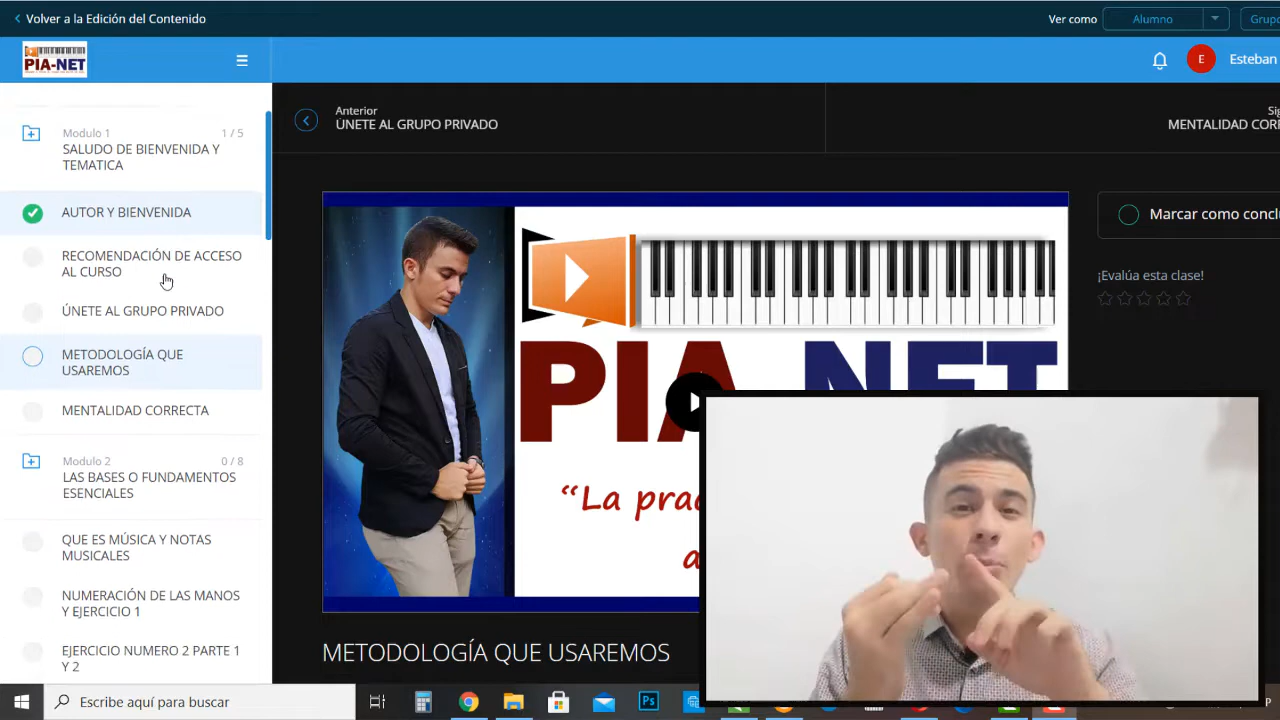 Volver a la Edición del Contenido
Ver como
Alumno
Grupo
PIA-NET
E
Esteban
Modulo 1
1 / 5
SALUDO DE BIENVENIDA Y
TEMATICA
AUTOR Y BIENVENIDA
RECOMENDACIÓN DE ACCESO
AL CURSO
ÚNETE AL GRUPO PRIVADO
METODOLOGÍA QUE
USAREMOS
MENTALIDAD CORRECTA
Modulo 2
0 / 8
LAS BASES O FUNDAMENTOS
ESENCIALES
QUE ES MÚSICA Y NOTAS
MUSICALES
NUMERACIÓN DE LAS MANOS
Y EJERCICIO 1
EJERCICIO NUMERO 2 PARTE 1
Y 2
Anterior
ÚNETE AL GRUPO PRIVADO
MENTALIDAD
PIA-NET
“La
METODOLOGÍA QUE USAREMOS
Marcar como
¡Evalúa esta clase!
Escribe aquí para buscar
Ps